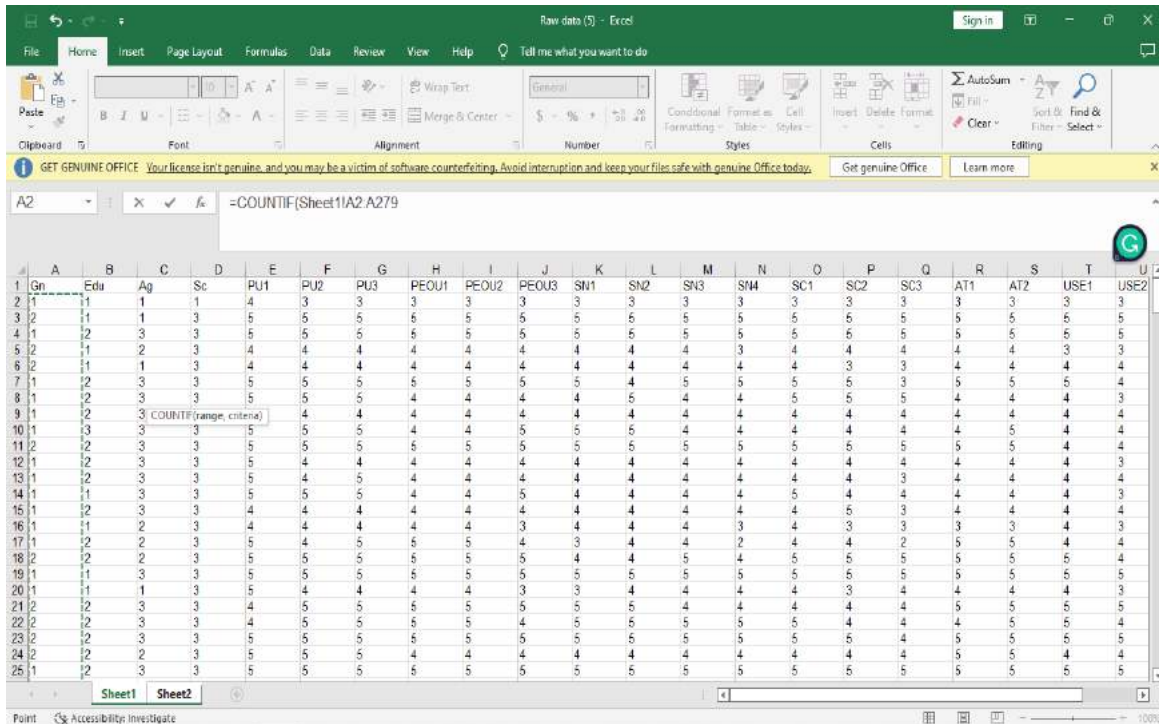 Raw data (5) - Excel
Sign in
File Home Insert Page Layout Formulas Data Review View Help Tell me what you want to do
Paste
10 A A
Wrap Text
General
AutoSum
Fill
Clear
B I U
Merge & Center
$ - % ,
Conditional Formatting
Format as Table
Cell Styles
Insert Delete Format
Sort & Filter
Find & Select
Clipboard Font Alignment Number Styles Cells Editing
GET GENUINE OFFICE Your license isn't genuine, and you may be a victim of software counterfeiting. Avoid interruption and keep your files safe with genuine Office today. Get genuine Office Learn more
A2 fx =COUNTIF(Sheet1!A2:A279
A B C D E F G H I J K L M N O P Q R S T U
1 Gn Edu Ag Sc PU1 PU2 PU3 PEOU1 PEOU2 PEOU3 SN1 SN2 SN3 SN4 SC1 SC2 SC3 AT1 AT2 USE1 USE2
2 1 1 1 1 4 3 3 3 3 3 3 3 3 3 3 3 3 3 3 3 3
3 2 1 1 3 5 5 5 5 5 5 5 5 5 5 5 5 5 5 5 5 5
4 1 2 3 3 5 5 5 5 5 5 5 5 5 5 5 5 5 5 5 5 5
5 2 1 2 3 4 4 4 4 4 4 4 4 4 3 4 4 4 4 4 3 3
6 2 1 1 3 4 4 4 4 4 4 4 4 4 4 4 3 3 4 4 4 4
7 1 2 3 3 5 5 5 5 5 5 5 4 5 5 5 5 3 5 5 5 4
8 1 2 3 3 5 5 5 4 4 4 4 5 4 4 5 5 5 4 4 4 3
9 1 2 3 COUNTIF(range, criteria) 4 4 4 4 4 4 4 4 4 4 4 4 4 4 4 4
10 1 3 3 3 5 5 4 4 4 5 5 5 4 4 4 4 4 4 5 4 4
11 2 2 3 3 5 5 5 5 5 5 5 5 5 5 5 5 5 5 5 4 4
12 1 2 3 3 5 4 4 4 4 4 4 4 4 4 4 4 4 4 4 4 3
13 1 2 3 3 5 4 5 4 4 4 4 4 4 4 4 4 3 4 4 4 4
14 1 1 3 3 5 5 5 4 4 5 4 4 4 4 5 4 4 4 4 4 3
15 1 2 3 3 4 4 4 4 4 4 4 4 4 4 4 5 3 4 4 4 4
16 1 1 2 3 4 4 4 4 4 3 4 4 4 3 4 3 3 3 3 4 3
17 1 2 2 3 4 5 5 5 5 4 3 4 4 2 4 4 2 5 5 4 4
18 2 2 2 3 5 5 5 5 5 5 4 4 5 4 5 5 5 5 5 4 4
19 1 1 3 3 5 5 5 5 5 5 5 5 5 5 5 5 5 5 5 5 5
20 1 1 1 3 5 4 4 4 4 3 3 4 4 4 4 3 4 4 4 4 3
21 2 2 3 3 4 5 5 5 5 5 5 5 4 4 4 4 4 5 5 5 5
22 2 2 3 3 4 5 5 5 5 4 5 5 5 5 5 4 4 5 5 5 4
23 2 2 3 3 5 5 5 5 5 5 5 5 5 5 5 5 4 5 5 5 5
24 2 2 2 3 5 5 5 4 4 4 4 4 4 4 4 4 4 5 5 4 4
25 1 2 3 3 5 5 5 5 5 5 5 5 5 5 5 5 5 5 5 5 5
Sheet1 Sheet2
Point Accessibility: Investigate 100%